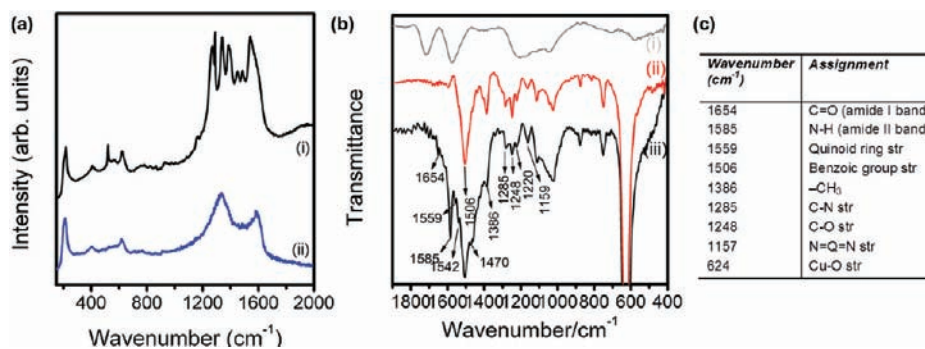 (a)
Intensity (arb. units)
(i)
(ii)
400 800 1200 1600 2000
Wavenumber (cm-1)
(b)
Transmittance
(i)
(ii)
(iii)
1654
1559
1585
1542
1506
1470
1386
1285
1248
1220
1159
1800 1600 1400 1200 1000 800 600 400
Wavenumber/cm-1
(c)
Wavenumber Assignment
(cm-1)
1654 C=O (amide I band)
1585 N-H (amide II band
1559 Quinoid ring str
1506 Benzoic group str
1386 –CH3
1285 C-N str
1248 C-O str
1157 N=Q=N str
624 Cu-O str